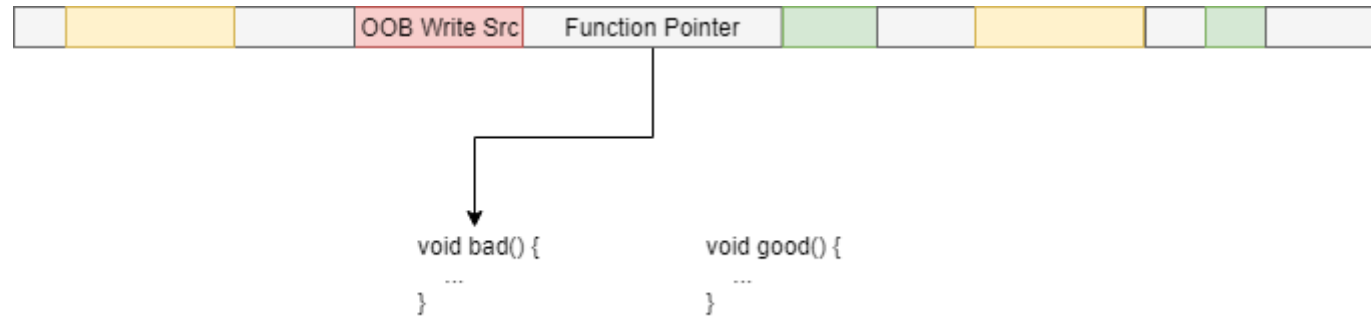 OOB Write Src Function Pointer
void bad() { void good() {
... ...
} }